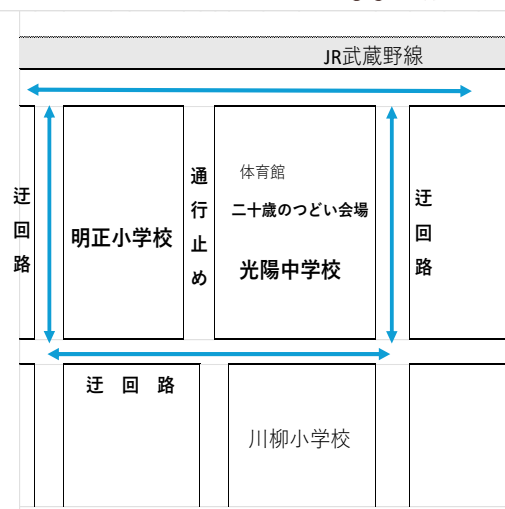 JR武蔵野線
体育館
二十歳のつどい会場
光陽中学校
通行止め
明正小学校
迂回路
迂回路
迂回路
川柳小学校